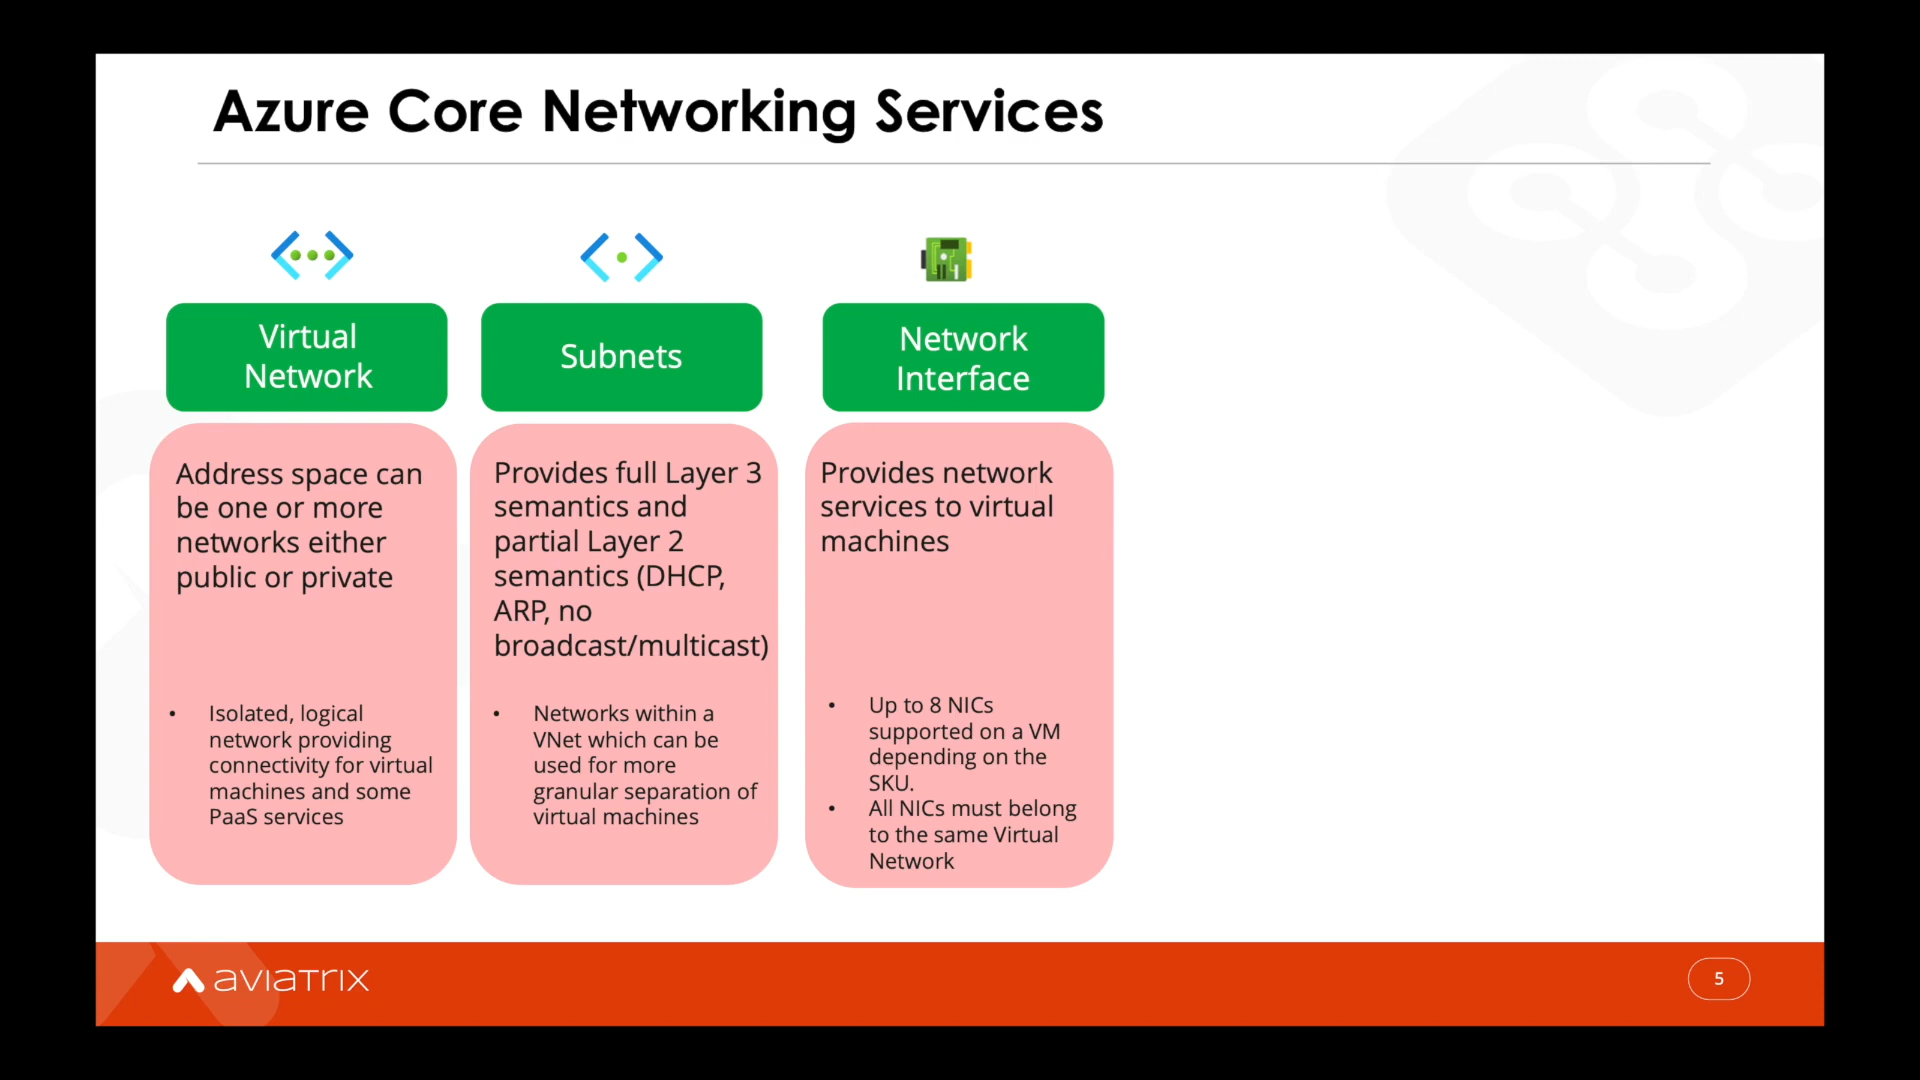 Azure Core Networking Services
Virtual
Network
Subnets
Network
Interface
Address space can
be one or more
networks either
public or private
• Isolated, logical
network providing
connectivity for virtual
machines and some
PaaS services
Provides full Layer 3
semantics and
partial Layer 2
semantics (DHCP,
ARP, no
broadcast/multicast)
• Networks within a
VNet which can be
used for more
granular separation of
virtual machines
Provides network
services to virtual
machines
• Up to 8 NICs
supported on a VM
depending on the
SKU.
• All NICs must belong
to the same Virtual
Network
aviatrix
5